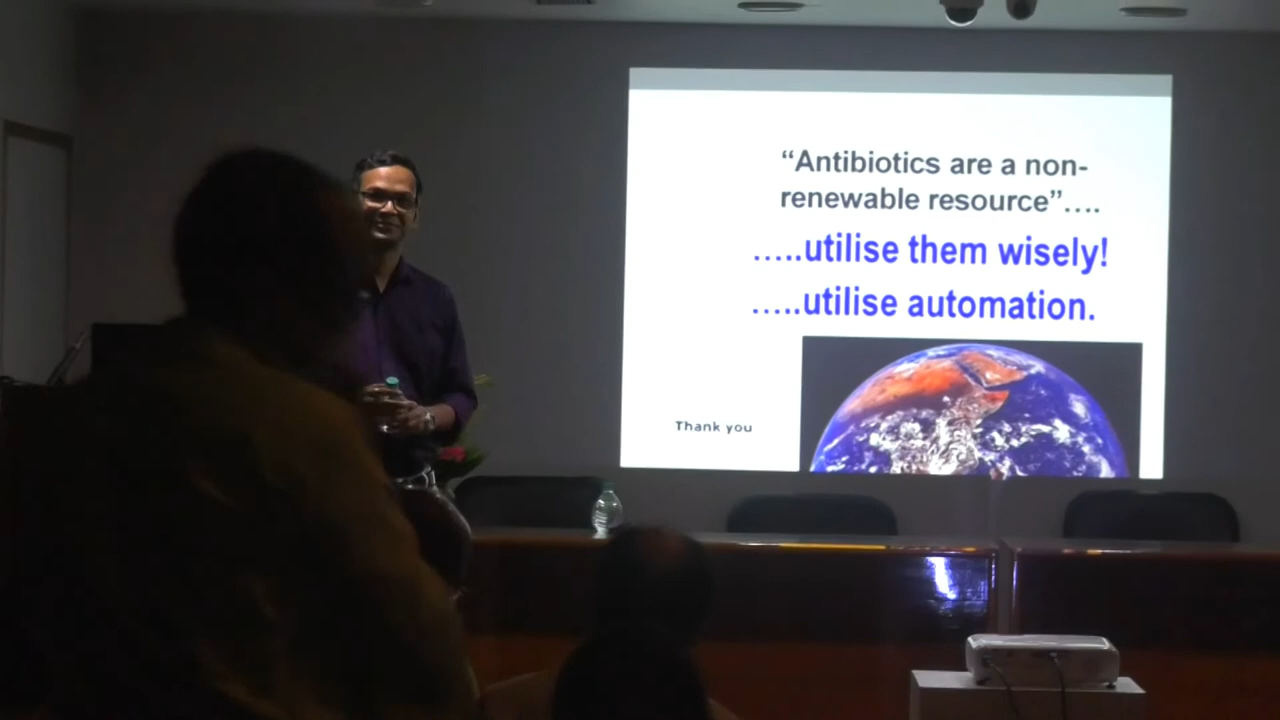 “Antibiotics are a non-
renewable resource”....
.....utilise them wisely!
.....utilise automation.
Thank you